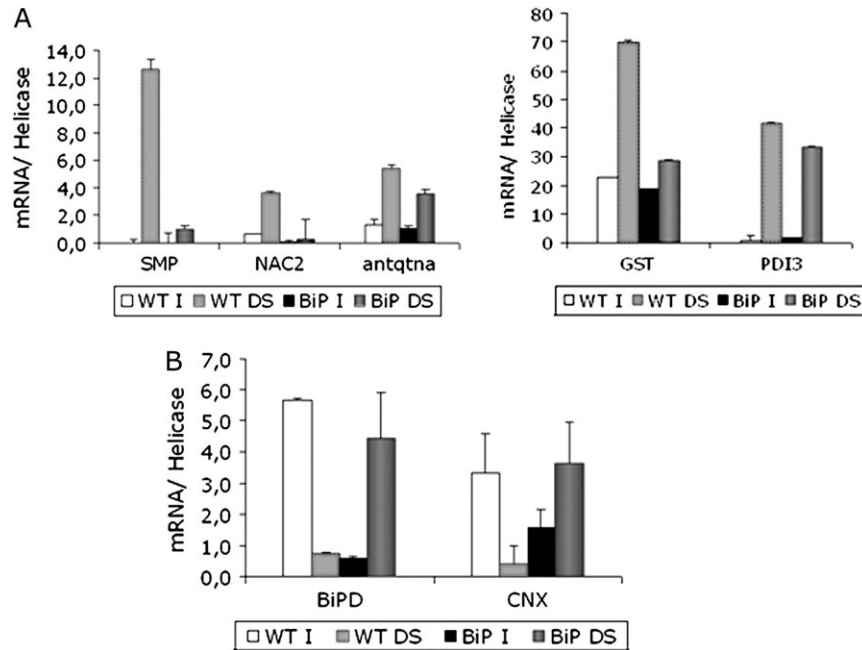 A
mRNA/ Helicase
14,0
12,0
10,0
8,0
6,0
4,0
2,0
0,0
SMP NAC2 antqtna
WT I WT DS BiP I BiP DS
mRNA/ Helicase
80
70
60
50
40
30
20
10
0
GST PDI3
WT I WT DS BiP I BiP DS
B
mRNA/ Helicase
7,0
6,0
5,0
4,0
3,0
2,0
1,0
0,0
BiPD CNX
WT I WT DS BiP I BiP DS